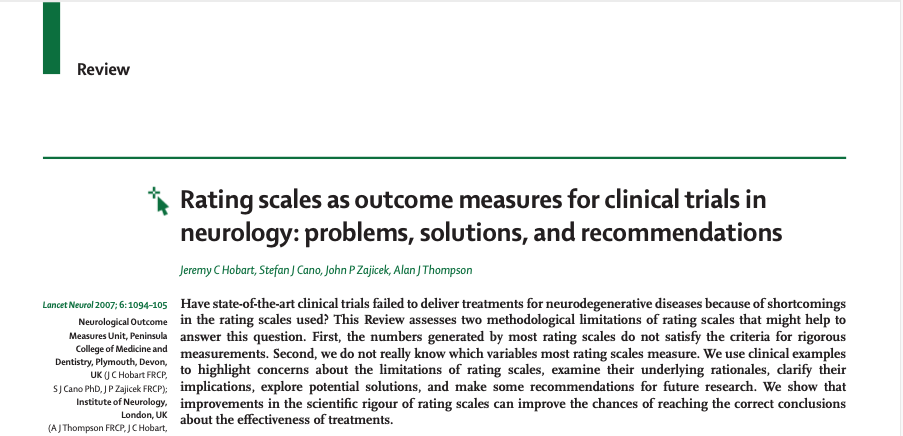 Review
Rating scales as outcome measures for clinical trials in
neurology: problems, solutions, and recommendations
Jeremy C Hobart, Stefan J Cano, John P Zajicek, Alan J Thompson
Lancet Neurol 2007; 6: 1094–105
Neurological Outcome
Measures Unit, Peninsula
College of Medicine and
Dentistry, Plymouth, Devon,
UK (J C Hobart FRCP,
S J Cano PhD, J P Zajicek FRCP);
Institute of Neurology,
London, UK
(A J Thompson FRCP, J C Hobart,
Have state-of-the-art clinical trials failed to deliver treatments for neurodegenerative diseases because of shortcomings
in the rating scales used? This Review assesses two methodological limitations of rating scales that might help to
answer this question. First, the numbers generated by most rating scales do not satisfy the criteria for rigorous
measurements. Second, we do not really know which variables most rating scales measure. We use clinical examples
to highlight concerns about the limitations of rating scales, examine their underlying rationales, clarify their
implications, explore potential solutions, and make some recommendations for future research. We show that
improvements in the scientific rigour of rating scales can improve the chances of reaching the correct conclusions
about the effectiveness of treatments.